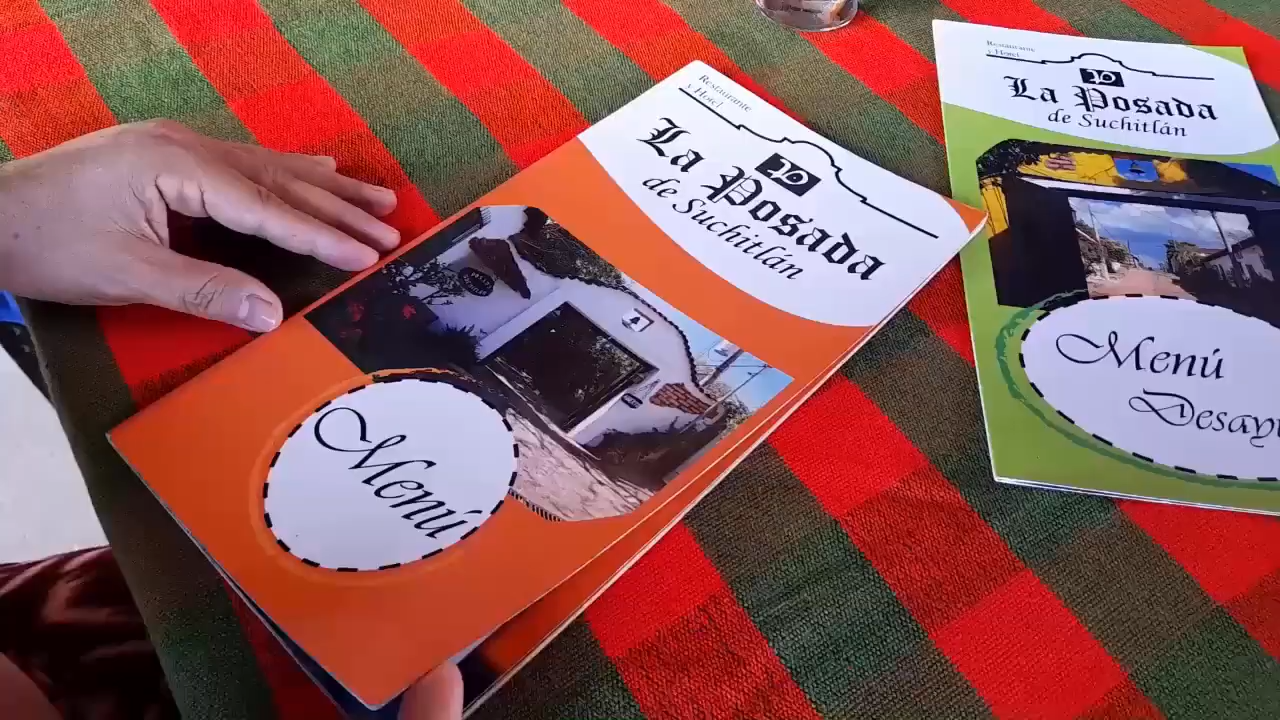 Restaurante
y Hotel
La Posada
de Suchitlán
Menú
Restaurante
y Hotel
La Posada
de Suchitlán
Menú